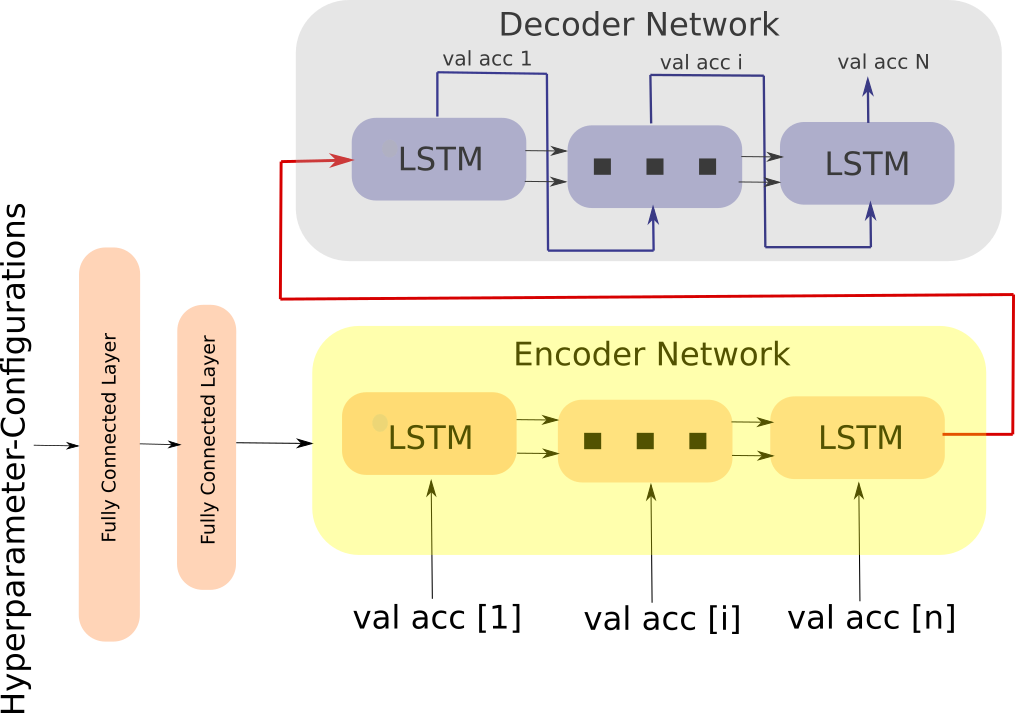 Decoder Network
val acc 1
val acc i
val acc N
LSTM
LSTM
Hyperparameter-Configurations
Fully Connected Layer
Fully Connected Layer
Encoder Network
LSTM
LSTM
val acc [1]
val acc [i]
val acc [n]